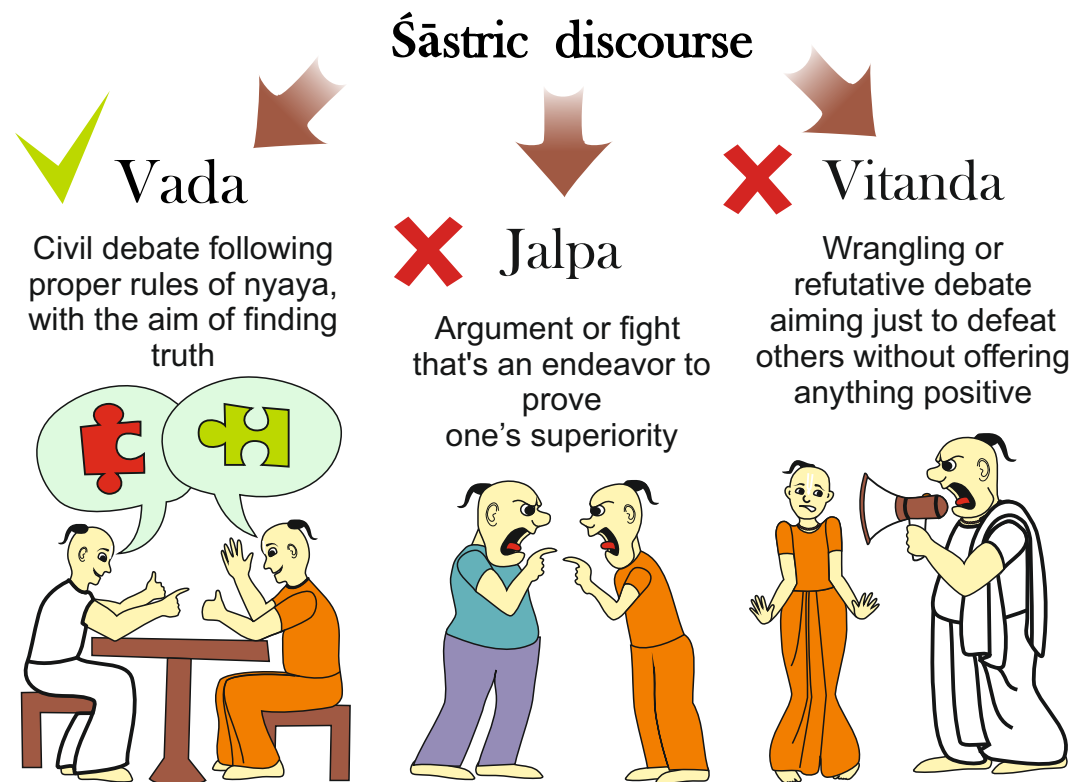 Śāstric discourse
Vada
Civil debate following
proper rules of nyaya,
with the aim of finding
truth
Jalpa
Argument or fight
that's an endeavor to
prove
one’s superiority
Vitanda
Wrangling or
refutative debate
aiming just to defeat
others without offering
anything positive